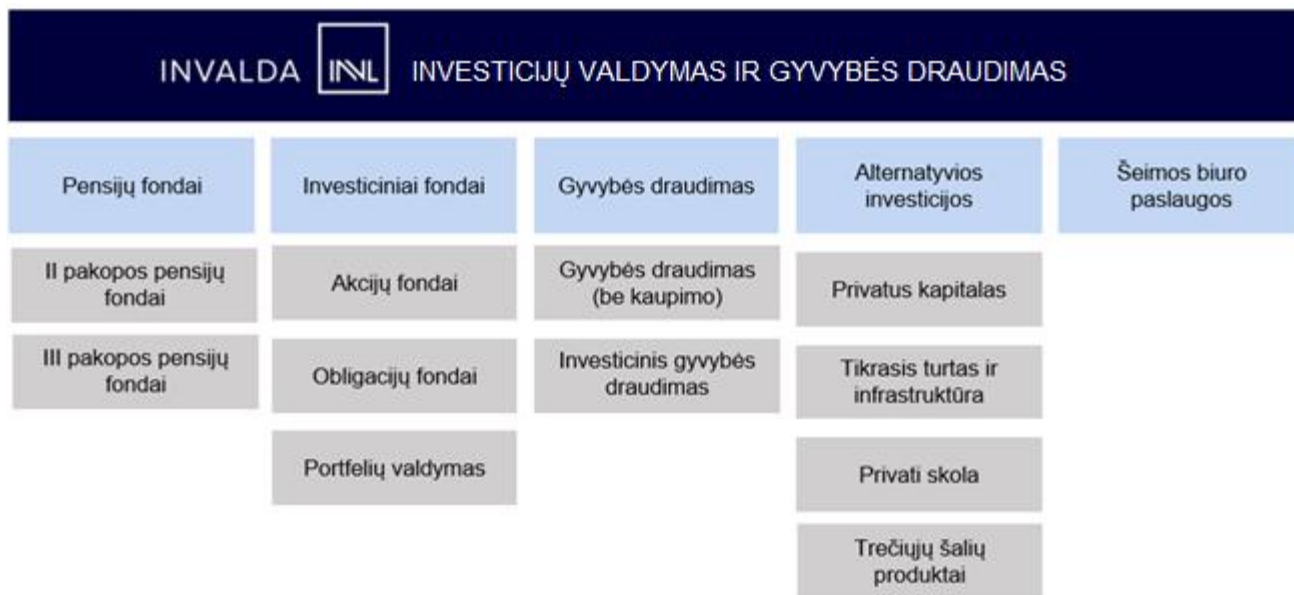 INVALDA INVL INVESTICIJŲ VALDYMAS IR GYVYBĖS DRAUDIMAS
Pensijų fondai
II pakopos pensijų
fondai
III pakopos pensijų
fondai
Investiciniai fondai
Akcijų fondai
Obligacijų fondai
Portfelių valdymas
Gyvybės draudimas
Gyvybės draudimas
(be kaupimo)
Investicinis gyvybės
draudimas
Alternatyvios
investicijos
Privatus kapitalas
Tikrasis turtas ir
infrastruktūra
Privati skola
Trečiųjų šalių
produktai
Šeimos biuro
paslaugos